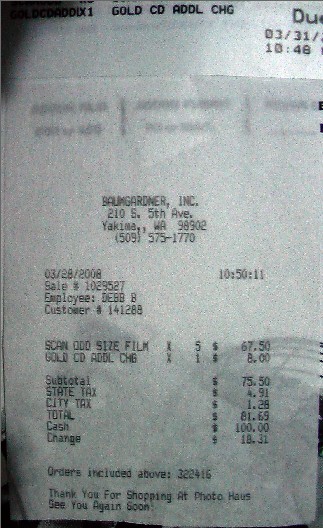 GOLDCDADDIX1 GOLD CD ADDL CHG
Due
03/31/
10:48
BAUMGARDNER, INC.
210 S. 5th Ave.
Yakima,, WA 98902
(509) 575-1770
03/28/2008 10:50:11
Sale # 1029527
Employee: DEBB B
Customer # 141288
SCAN ODD SIZE FILM X 5 $ 67.50
GOLD CD ADDL CHG X 1 $ 8.00
Subtotal $ 75.50
STATE TAX $ 4.91
CITY TAX $ 1.28
TOTAL $ 81.69
Cash $ 100.00
Change $ 18.31
Orders included above: 322416
Thank You For Shopping At Photo Haus
See You Again Soon!